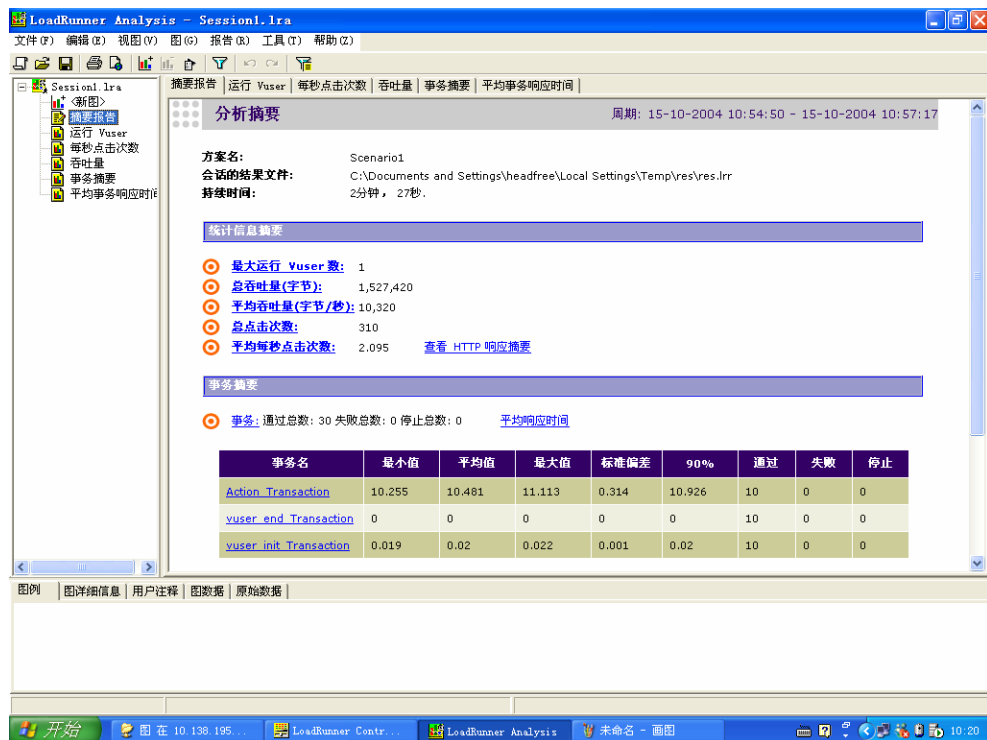 LoadRunner Analysis - Session1.lra
文件(F) 编辑(E) 视图(V) 图(G) 报告(R) 工具(T) 帮助(Z)
Session1.lra
<新图>
摘要报告
运行 Vuser
每秒点击次数
吞吐量
事务摘要
平均事务响应时间
摘要报告 运行 Vuser 每秒点击次数 吞吐量 事务摘要 平均事务响应时间
分析摘要 周期: 15-10-2004 10:54:50 - 15-10-2004 10:57:17
方案名: Scenario1
会话的结果文件: C:\Documents and Settings\headfree\Local Settings\Temp\res\res.lrr
持续时间: 2分钟, 27秒.
统计信息摘要
最大运行 Vuser 数: 1
总吞吐量(字节): 1,527,420
平均吞吐量(字节/秒): 10,320
总点击次数: 310
平均每秒点击次数: 2.095 查看 HTTP 响应摘要
事务摘要
事务: 通过总数: 30 失败总数: 0 停止总数: 0 平均响应时间
事务名 最小值 平均值 最大值 标准偏差 90% 通过 失败 停止
Action_Transaction 10.255 10.481 11.113 0.314 10.926 10 0 0
vuser_end_Transaction 0 0 0 0 0 10 0 0
vuser_init_Transaction 0.019 0.02 0.022 0.001 0.02 10 0 0
图例 图详细信息 用户注释 图数据 原始数据
开始 图 在 10.138.195... LoadRunner Contr... LoadRunner Analysis 未命名 - 画图 10:20